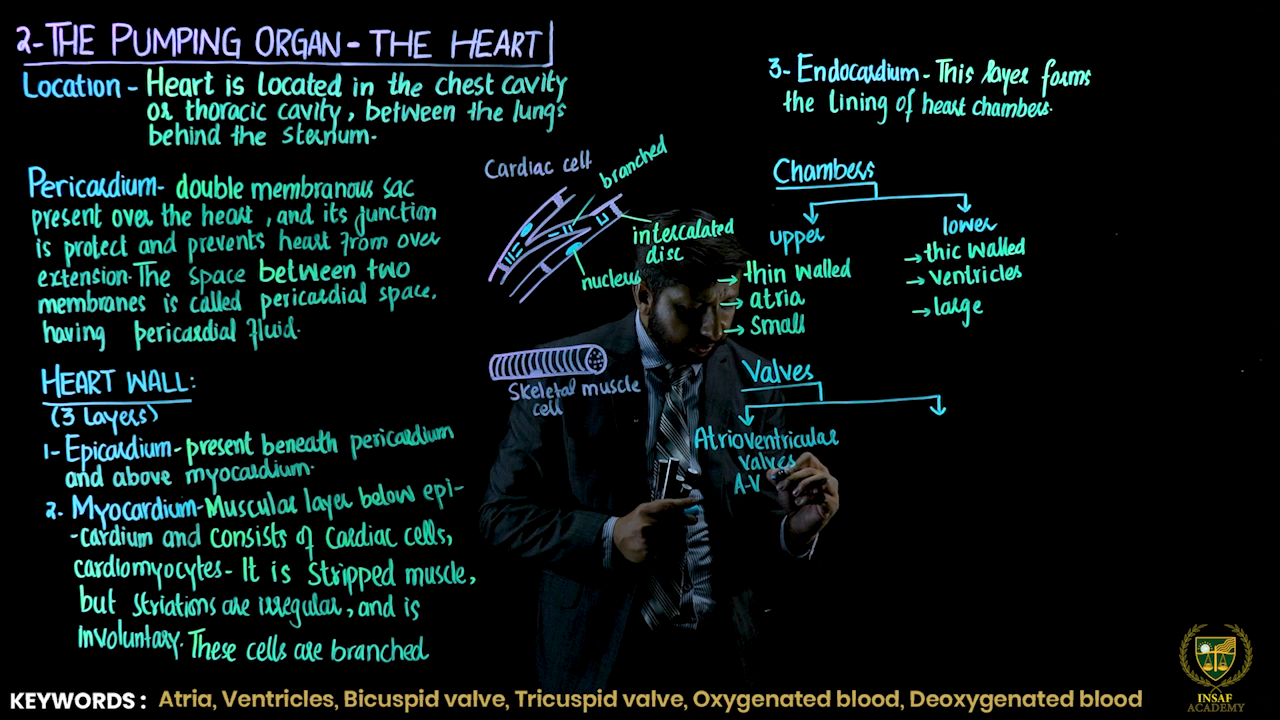 2-THE PUMPING ORGAN- THE HEART
Location - Heart is located in the chest cavity
or thoracic cavity, between the lungs
behind the sternum.
Pericardium- double membranous sac
present over the heart, and its junction
is protect and prevents heart from over
extension. The space between two
membranes is called pericardial space,
having pericardial fluid.
HEART WALL:
(3 Layers)
1- Epicardium- present beneath pericardium
and above myocardium.
2. Myocardium- Muscular layer below epi-
-cardium and consists of cardiac cells,
cardiomyocytes- It is stripped muscle,
but striations are irregular, and is
involuntary. These cells are branched
Cardiac cell
branched
intercalated
disc
nucleus
Skeletal muscle
cell
3- Endocardium- This layer forms
the lining of heart chambers.
Chambers
upper
→ thin walled
→ atria
→ small
lower
→ thic walled
→ ventricles
→ large
Valves
Atrioventricular
valves
A-V
KEYWORDS : Atria, Ventricles, Bicuspid valve, Tricuspid valve, Oxygenated blood, Deoxygenated blood
INSAF
ACADEMY